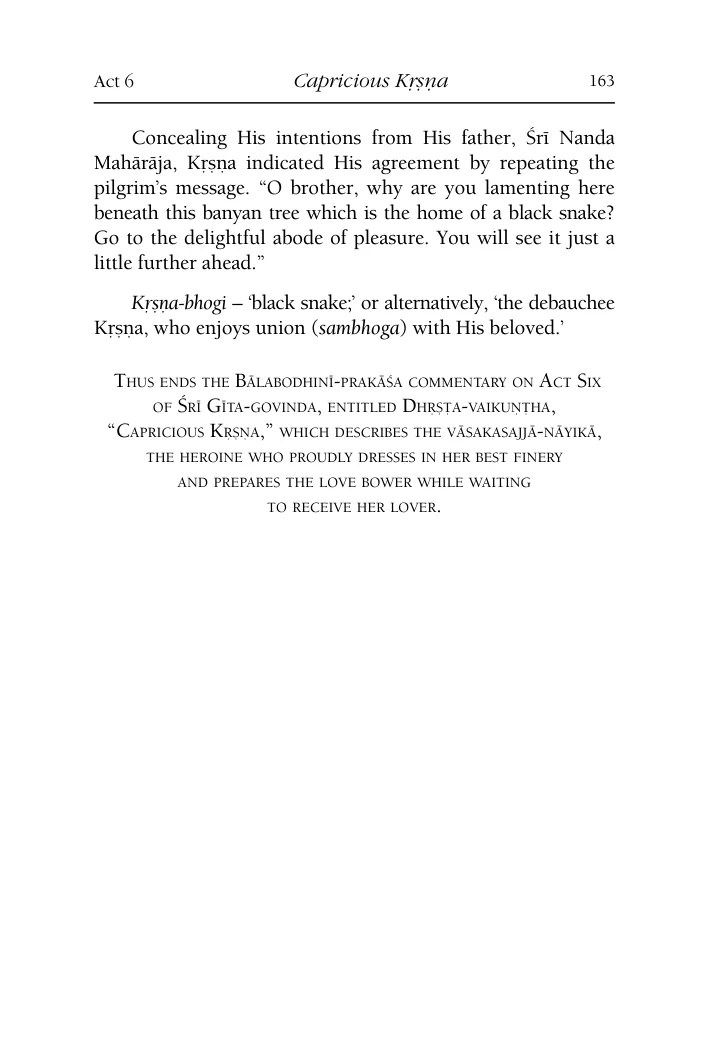 Act 6 Capricious Kṛṣṇa 163
Concealing His intentions from His father, Śrī Nanda
Mahārāja, Kṛṣṇa indicated His agreement by repeating the
pilgrim’s message. “O brother, why are you lamenting here
beneath this banyan tree which is the home of a black snake?
Go to the delightful abode of pleasure. You will see it just a
little further ahead.”
Kṛṣṇa-bhogi – ‘black snake;’ or alternatively, ‘the debauchee
Kṛṣṇa, who enjoys union (sambhoga) with His beloved.’
Thus ends the Bālabodhinī-prakāśa commentary on Act Six
of Śrī Gīta-govinda, entitled Dhṛṣṭa-vaikuṇṭha,
“Capricious Kṛṣṇa,” which describes the vāsakasajjā-nāyikā,
the heroine who proudly dresses in her best finery
and prepares the love bower while waiting
to receive her lover.